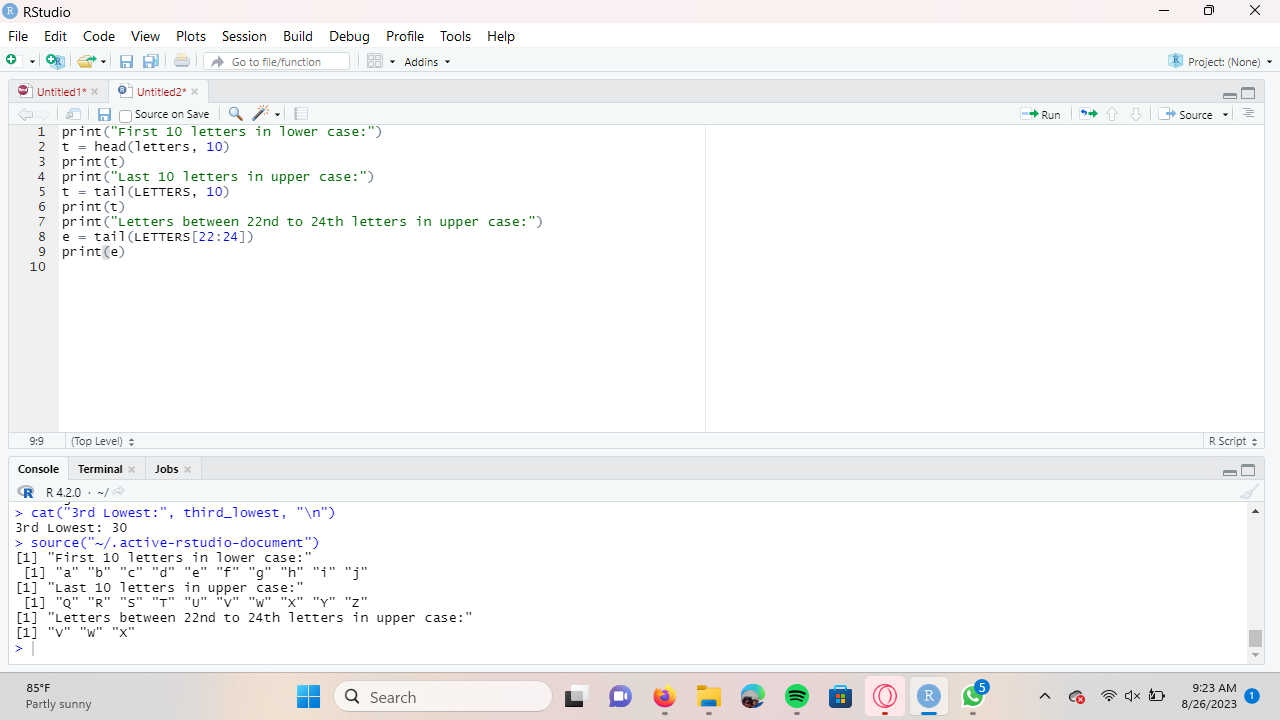 RStudio
File Edit Code View Plots Session Build Debug Profile Tools Help
Go to file/function Addins Project: (None)
Untitled1* Untitled2*
Source on Save Run Source
1 print("First 10 letters in lower case:")
2 t = head(letters, 10)
3 print(t)
4 print("Last 10 letters in upper case:")
5 t = tail(LETTERS, 10)
6 print(t)
7 print("Letters between 22nd to 24th letters in upper case:")
8 e = tail(LETTERS[22:24])
9 print(e)
10
9:9 (Top Level) R Script
Console Terminal Jobs
R 4.2.0 · ~/
> cat("3rd Lowest:", third_lowest, "\n")
3rd Lowest: 30
> source("~/.active-rstudio-document")
[1] "First 10 letters in lower case:"
[1] "a" "b" "c" "d" "e" "f" "g" "h" "i" "j"
[1] "Last 10 letters in upper case:"
[1] "Q" "R" "S" "T" "U" "V" "W" "X" "Y" "Z"
[1] "Letters between 22nd to 24th letters in upper case:"
[1] "V" "W" "X"
>
85°F
Partly sunny
Search
5
9:23 AM
8/26/2023
1